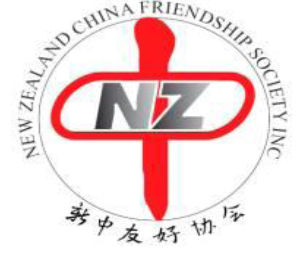 NEW ZEALAND CHINA FRIENDSHIP SOCIETY INC
NZ
新中友好协会